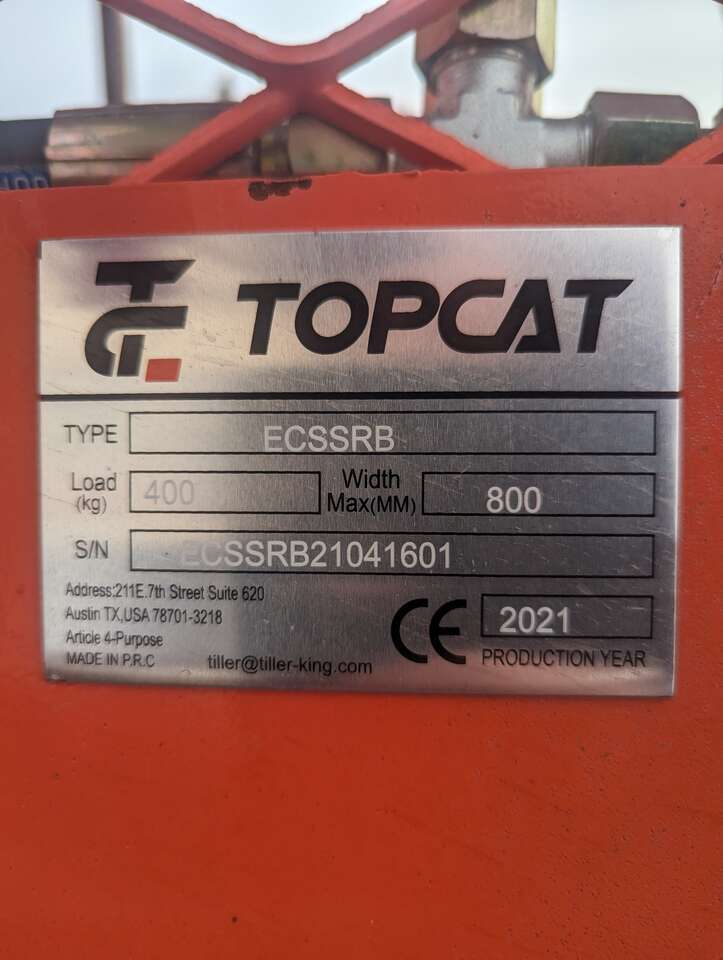 TOPCAT
TYPE ECSSRB
Load (kg) 400 Width Max(MM) 800
S/N ECSSRB21041601
Address:211E.7th Street Suite 620
Austin TX,USA 78701-3218
Article 4-Purpose
MADE IN P.R.C
tiller@tiller-king.com
CE
2021
PRODUCTION YEAR